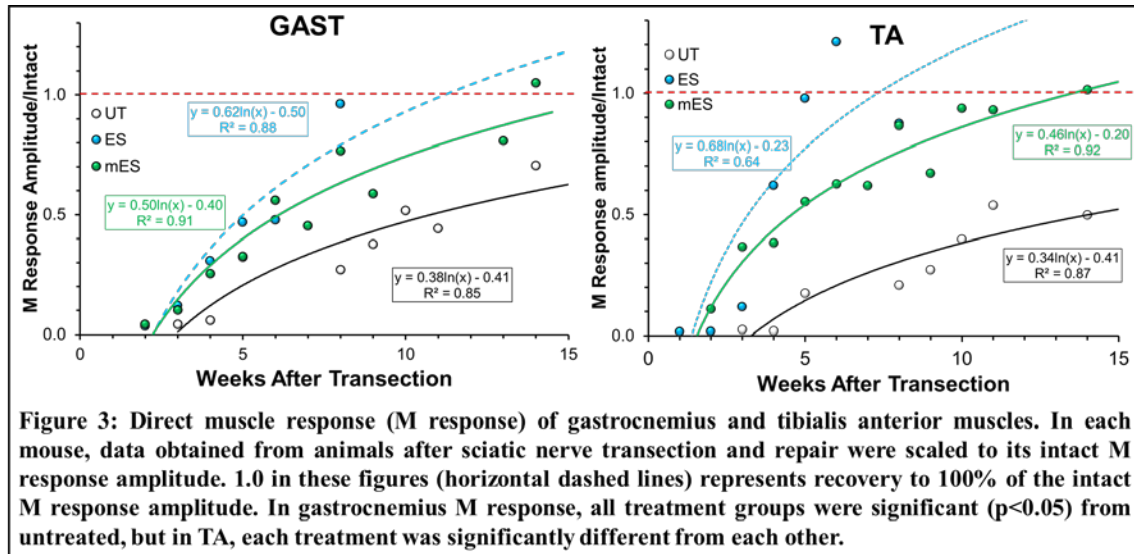 GAST
M Response Amplitude/Intact
1.0
0.5
0.0
UT
ES
mES
y = 0.62ln(x) - 0.50
R² = 0.88
y = 0.50ln(x) - 0.40
R² = 0.91
y = 0.38ln(x) - 0.41
R² = 0.85
0 5 10 15
Weeks After Transection
TA
M Response amplitude/Intact
1.0
0.5
0.0
UT
ES
mES
y = 0.68ln(x) - 0.23
R² = 0.64
y = 0.46ln(x) - 0.20
R² = 0.92
y = 0.34ln(x) - 0.41
R² = 0.87
0 5 10 15
Weeks After Transection
Figure 3: Direct muscle response (M response) of gastrocnemius and tibialis anterior muscles. In each
mouse, data obtained from animals after sciatic nerve transection and repair were scaled to its intact M
response amplitude. 1.0 in these figures (horizontal dashed lines) represents recovery to 100% of the intact
M response amplitude. In gastrocnemius M response, all treatment groups were significant (p<0.05) from
untreated, but in TA, each treatment was significantly different from each other.